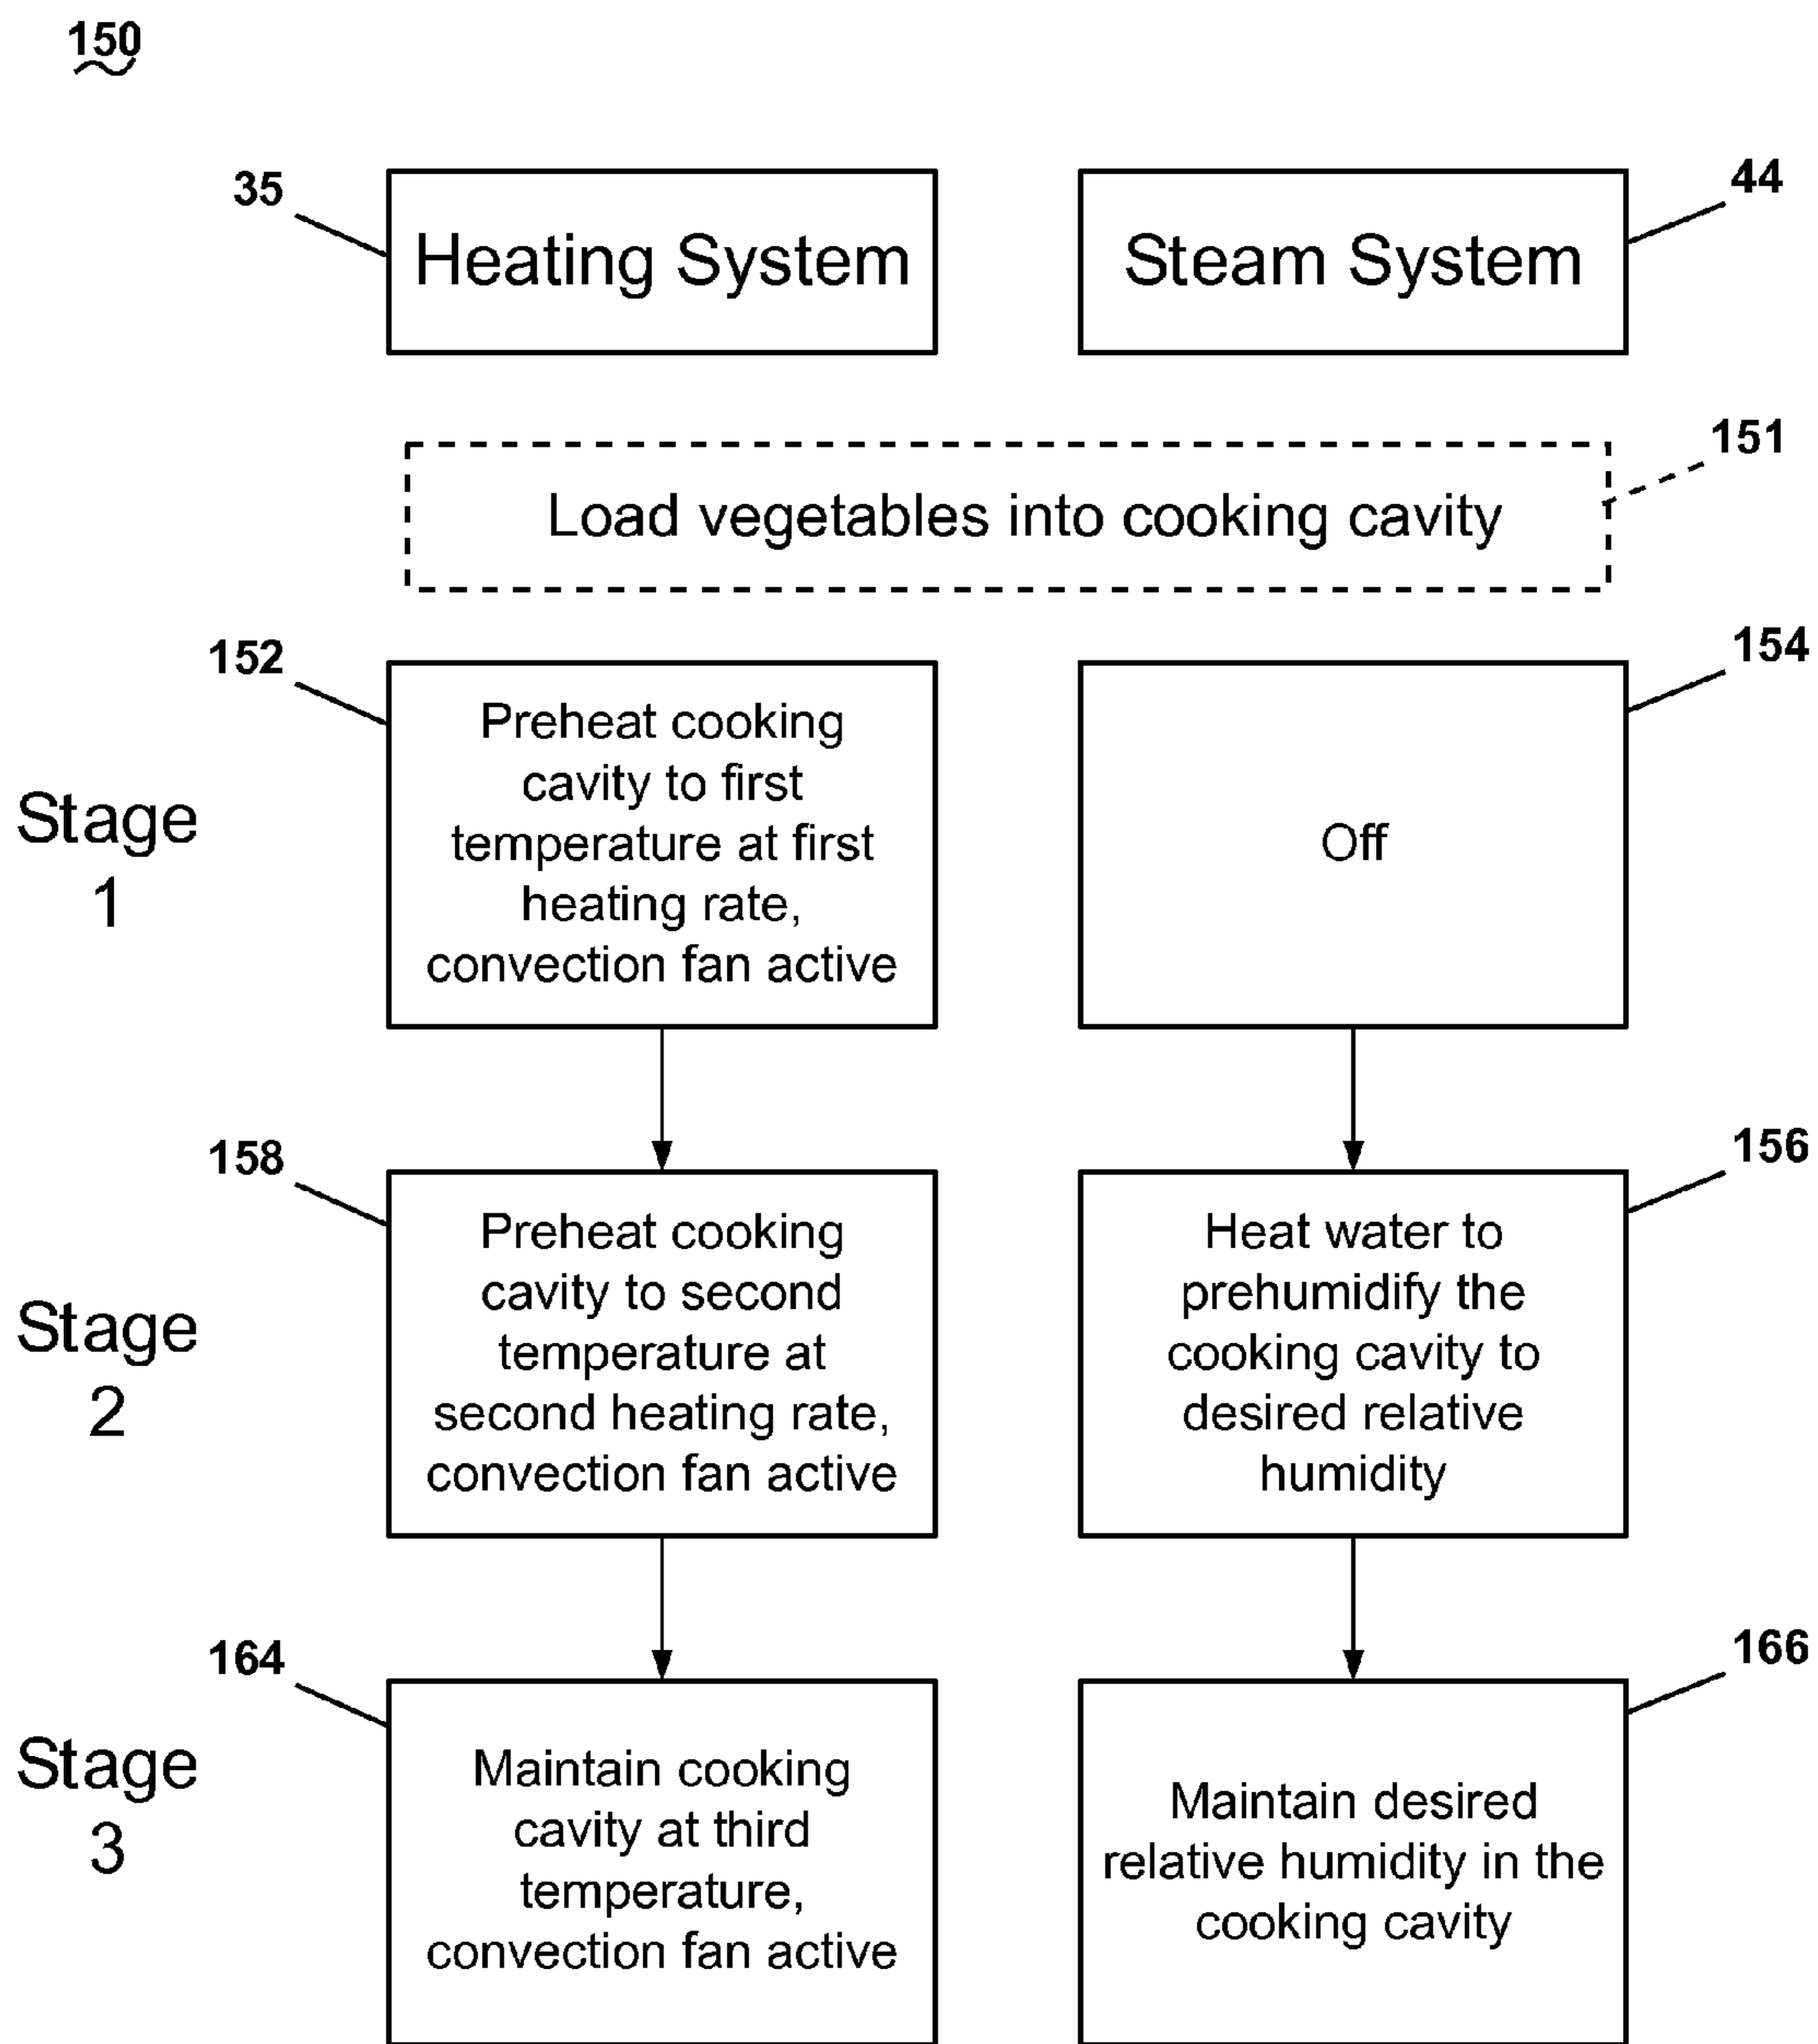 150
35
Heating System
44
Steam System
151
Load vegetables into cooking cavity
Stage
1
152
Preheat cooking
cavity to first
temperature at first
heating rate,
convection fan active
154
Off
Stage
2
158
Preheat cooking
cavity to second
temperature at
second heating rate,
convection fan active
156
Heat water to
prehumidify the
cooking cavity to
desired relative
humidity
Stage
3
164
Maintain cooking
cavity at third
temperature,
convection fan active
166
Maintain desired
relative humidity in the
cooking cavity